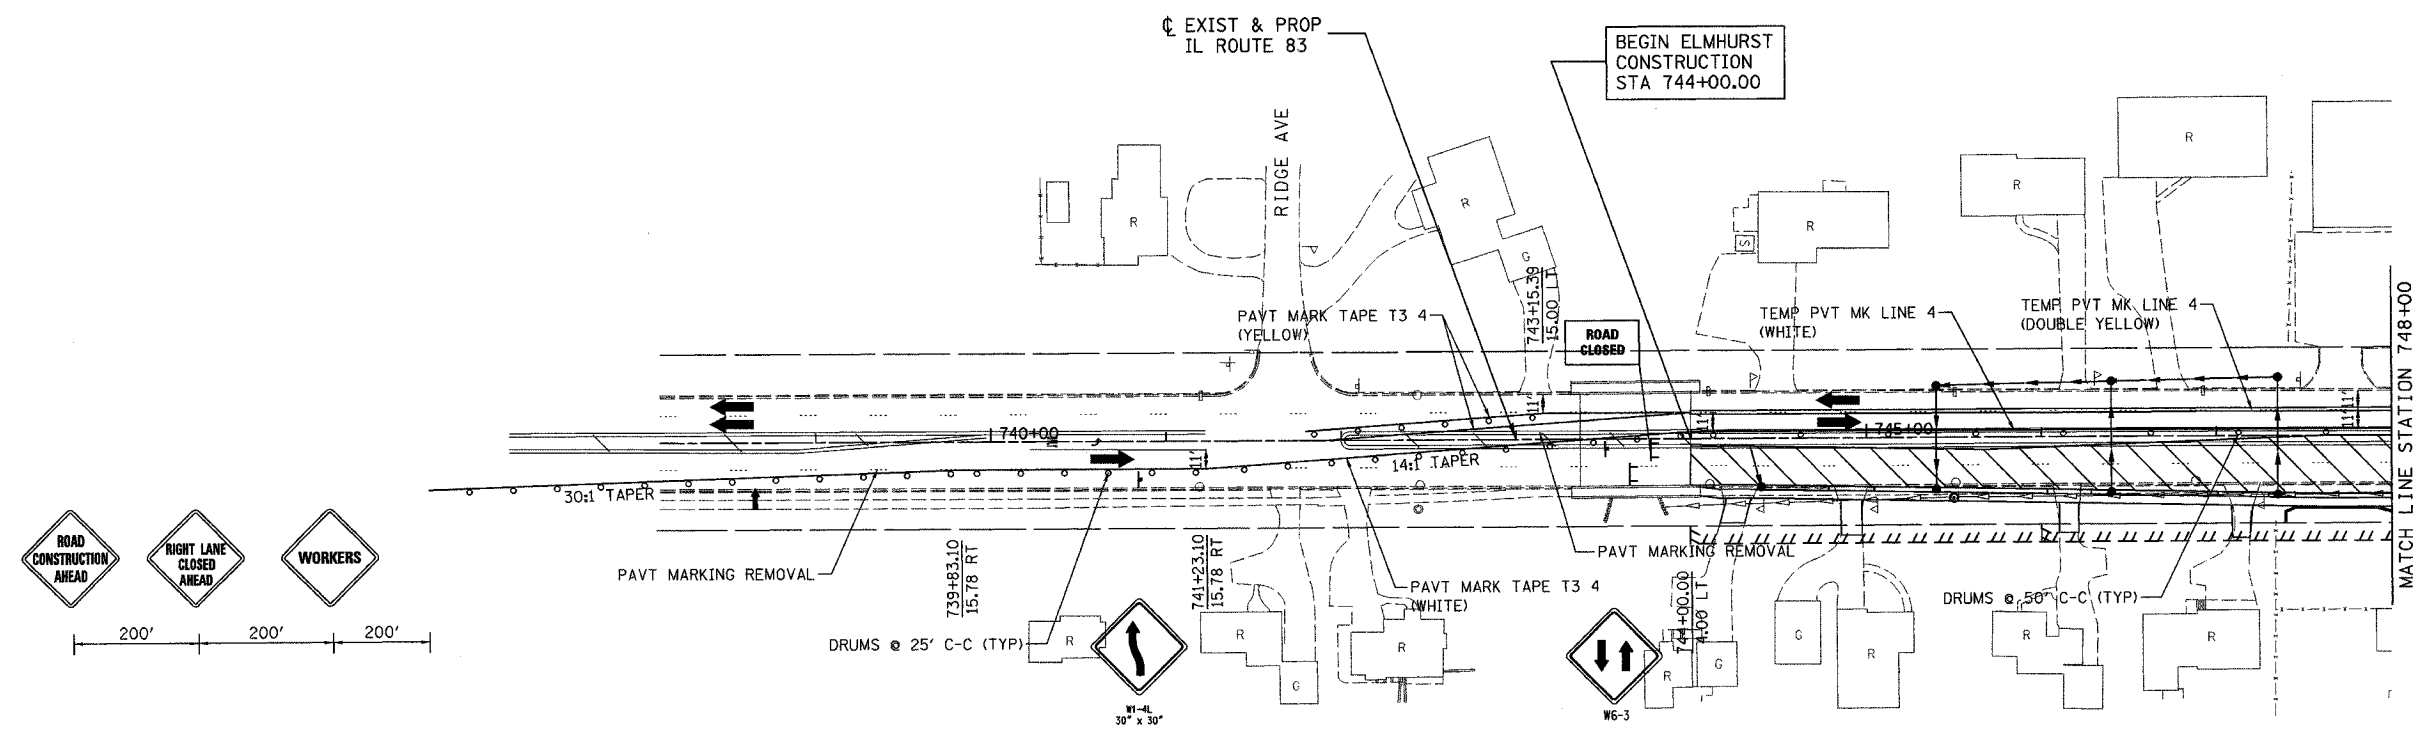 ℄ EXIST & PROP
IL ROUTE 83
BEGIN ELMHURST
CONSTRUCTION
STA 744+00.00
RIDGE AVE
R
R
G
S
R
R
R
743+15.39
15.00 LT
PAVT MARK TAPE T3 4
(YELLOW)
ROAD
CLOSED
TEMP PVT MK LINE 4
(WHITE)
TEMP PVT MK LINE 4
(DOUBLE YELLOW)
MATCH LINE STATION 748+00
740+00
745+00
11'
11'
11'
11'
11'
30:1 TAPER
14:1 TAPER
ROAD
CONSTRUCTION
AHEAD
RIGHT LANE
CLOSED
AHEAD
WORKERS
200'
200'
200'
PAVT MARKING REMOVAL
739+83.10
15.78 RT
741+23.10
15.78 RT
PAVT MARKING REMOVAL
PAVT MARK TAPE T3 4
(WHITE)
744+00.00
4.00 LT
DRUMS @ 25' C-C (TYP)
DRUMS @ 50' C-C (TYP)
R
R
G
R
R
G
G
R
R
R
W1-4L
30" x 30"
W6-3